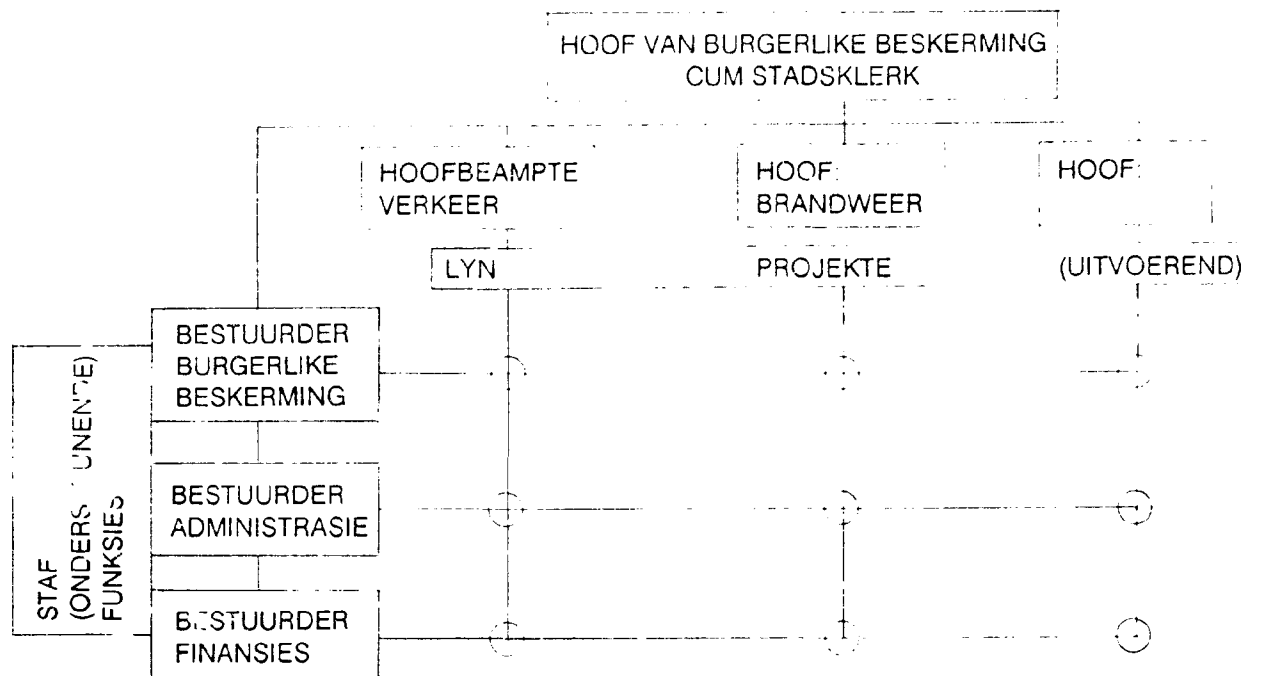 HOOF VAN BURGERLIKE BESKERMING
CUM STADSKLERK
HOOFBEAMPTE
VERKEER
HOOF:
BRANDWEER
HOOF:
LYN
PROJEKTE
(UITVOEREND)
BESTUURDER
BURGERLIKE
BESKERMING
BESTUURDER
ADMINISTRASIE
BESTUURDER
FINANSIES
STAF
FUNKSIES